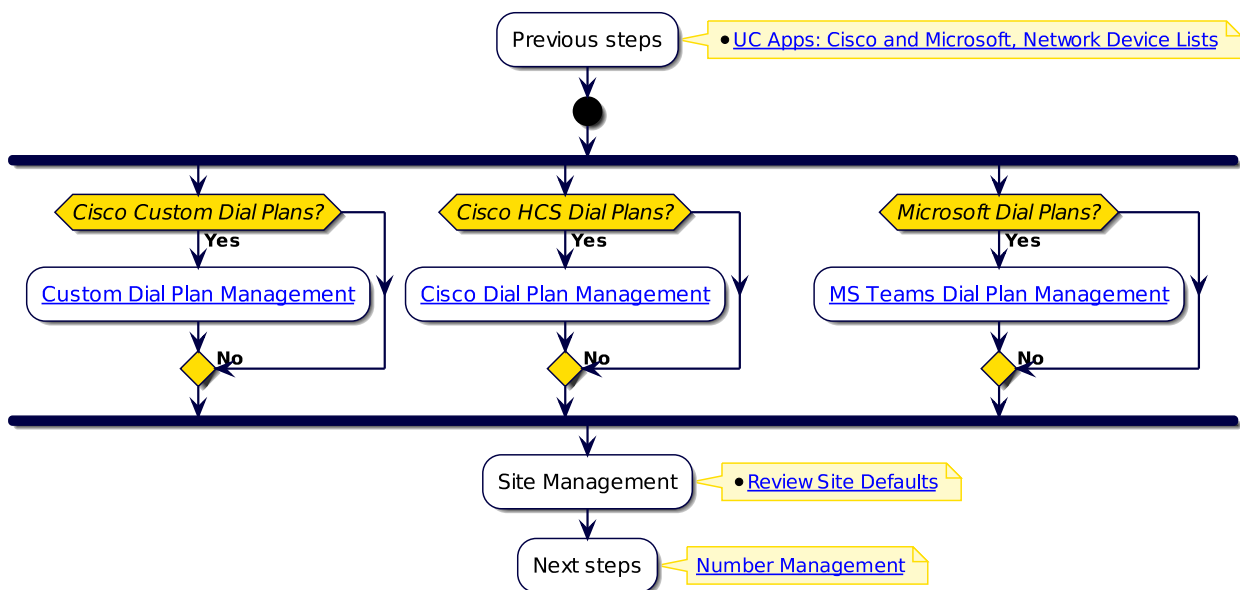 Previous steps
• UC Apps: Cisco and Microsoft, Network Device Lists
Cisco Custom Dial Plans?
Cisco HCS Dial Plans?
Microsoft Dial Plans?
Yes
Yes
Yes
Custom Dial Plan Management
Cisco Dial Plan Management
MS Teams Dial Plan Management
No
No
No
Site Management
• Review Site Defaults
Next steps
Number Management